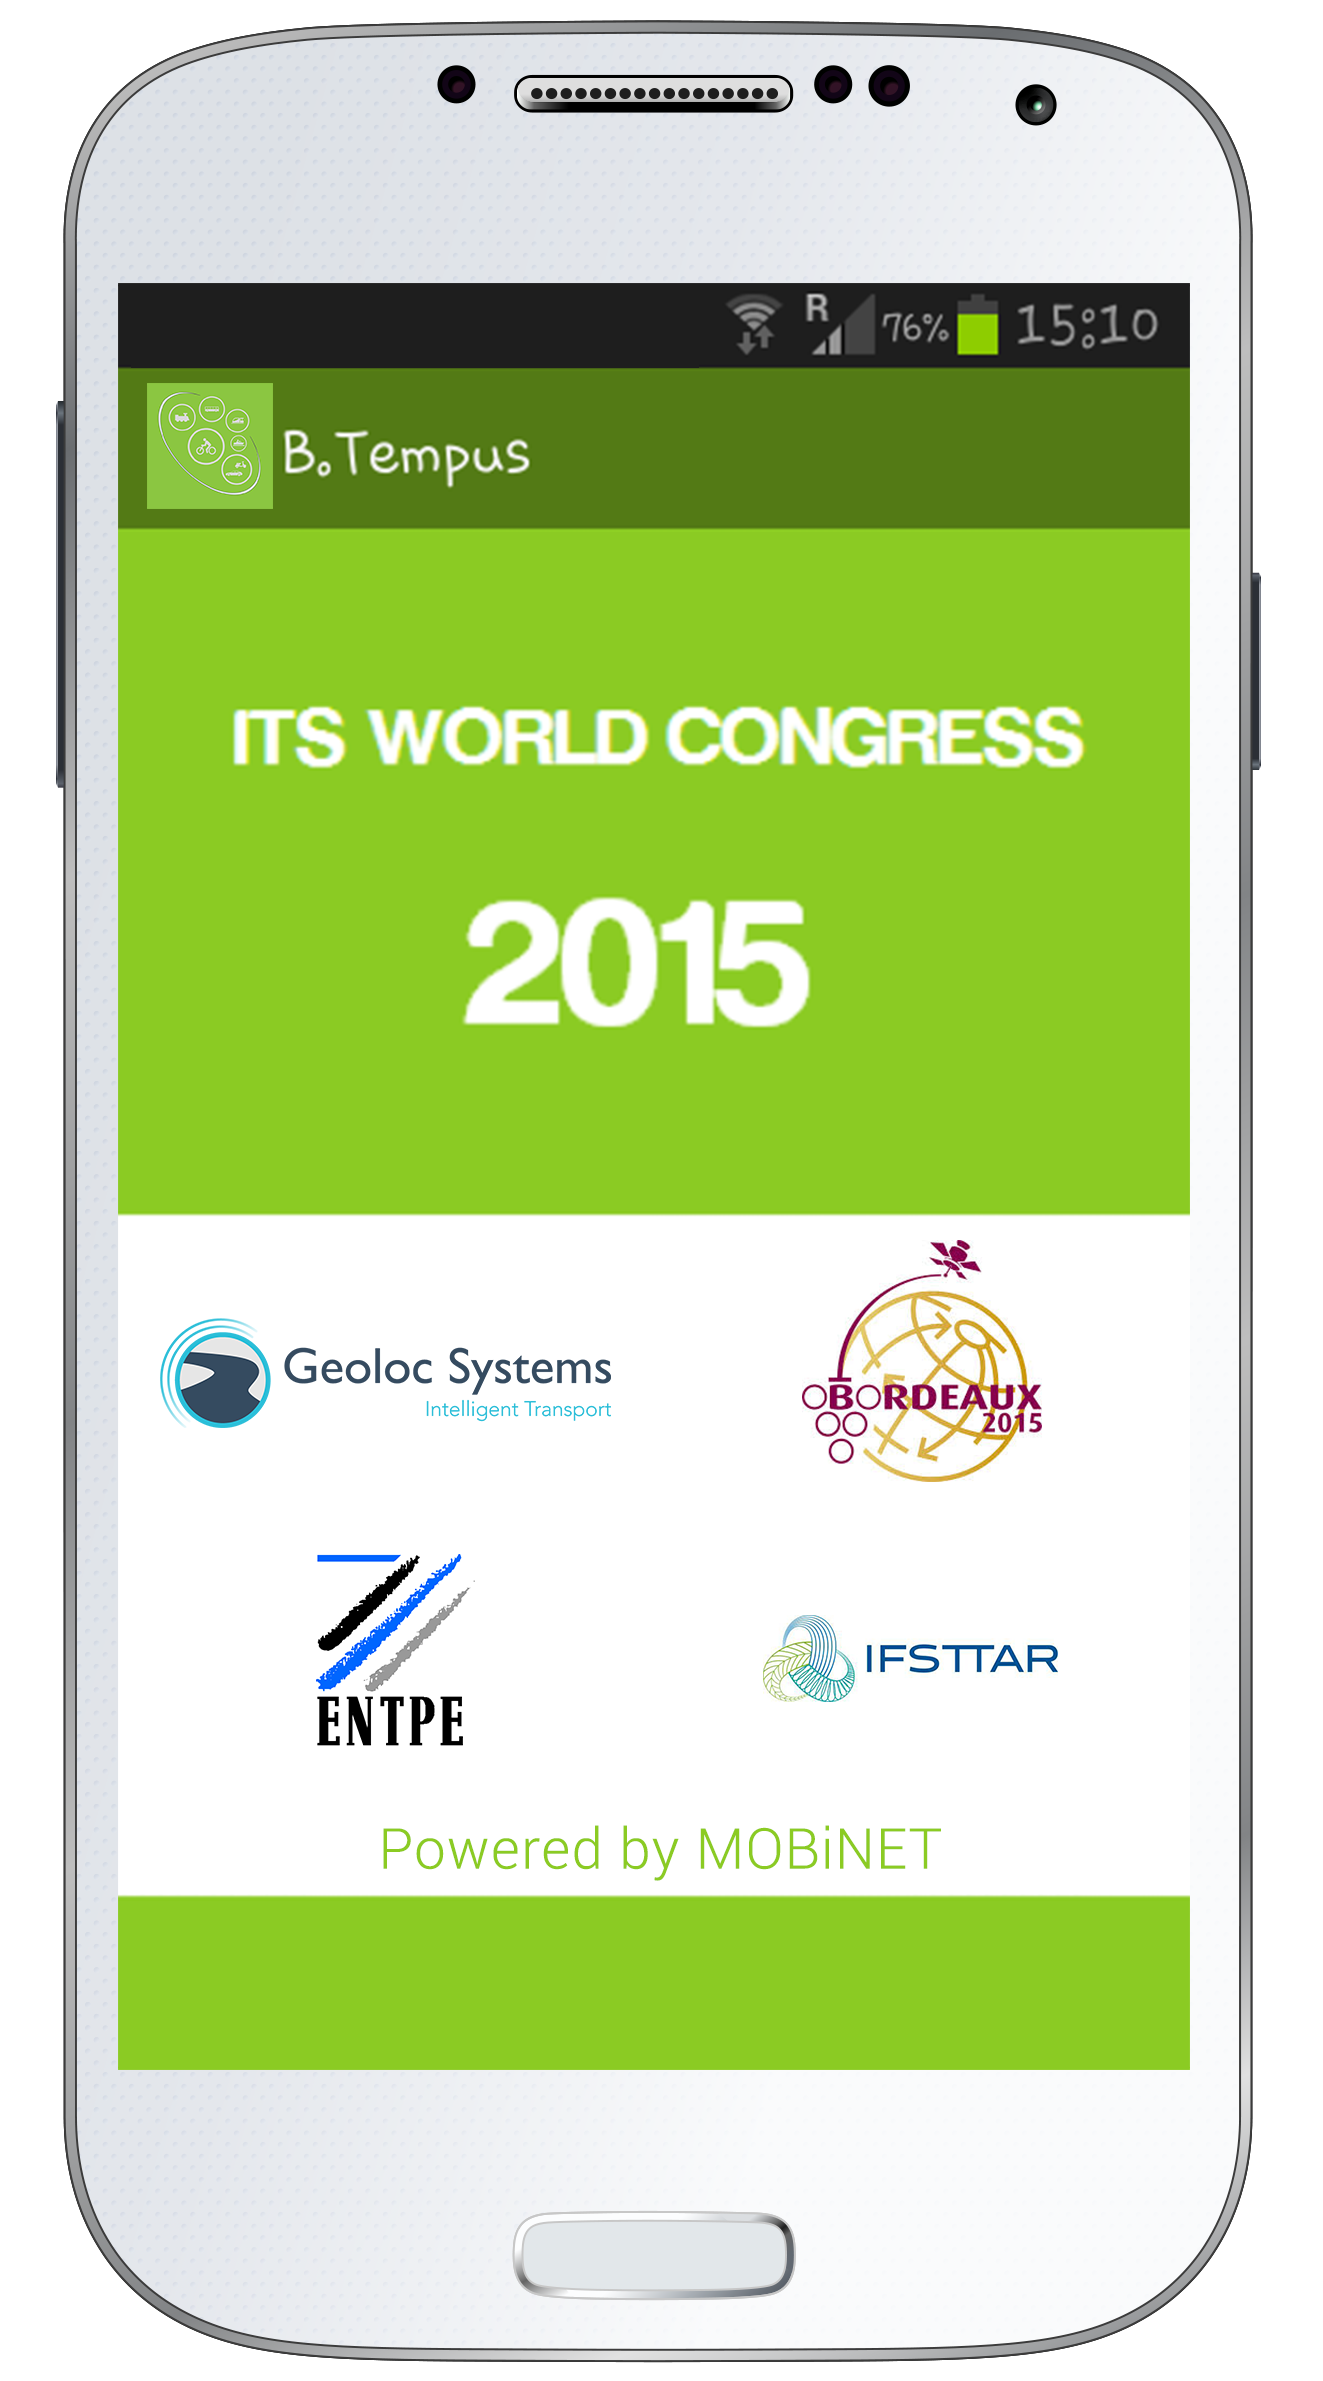 R 76% 15:10
B.Tempus
ITS WORLD CONGRESS
2015
Geoloc Systems
Intelligent Transport
BORDEAUX
2015
ENTPE
IFSTTAR
Powered by MOBiNET